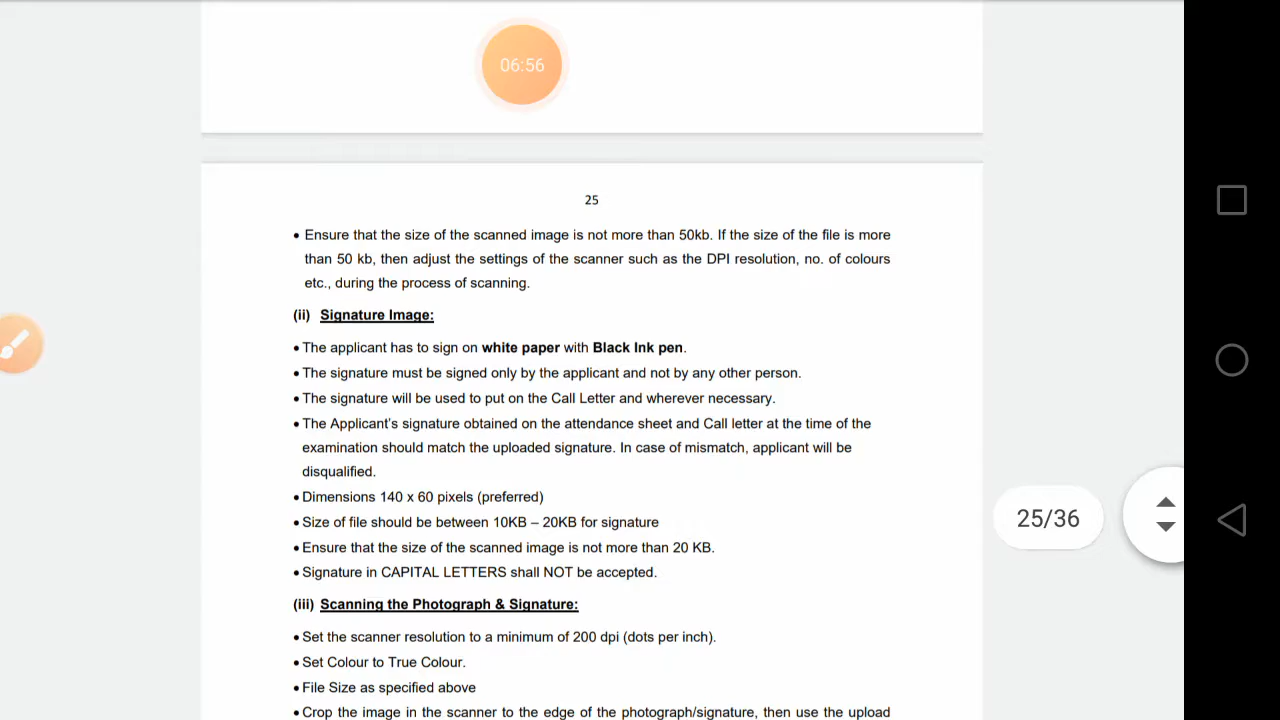 06:56
25
• Ensure that the size of the scanned image is not more than 50kb. If the size of the file is more
than 50 kb, then adjust the settings of the scanner such as the DPI resolution, no. of colours
etc., during the process of scanning.
(ii) Signature Image:
• The applicant has to sign on white paper with Black Ink pen.
• The signature must be signed only by the applicant and not by any other person.
• The signature will be used to put on the Call Letter and wherever necessary.
• The Applicant's signature obtained on the attendance sheet and Call letter at the time of the
examination should match the uploaded signature. In case of mismatch, applicant will be
disqualified.
• Dimensions 140 x 60 pixels (preferred)
• Size of file should be between 10KB – 20KB for signature
25/36
• Ensure that the size of the scanned image is not more than 20 KB.
• Signature in CAPITAL LETTERS shall NOT be accepted.
(iii) Scanning the Photograph & Signature:
• Set the scanner resolution to a minimum of 200 dpi (dots per inch).
• Set Colour to True Colour.
• File Size as specified above
• Crop the image in the scanner to the edge of the photograph/signature, then use the upload